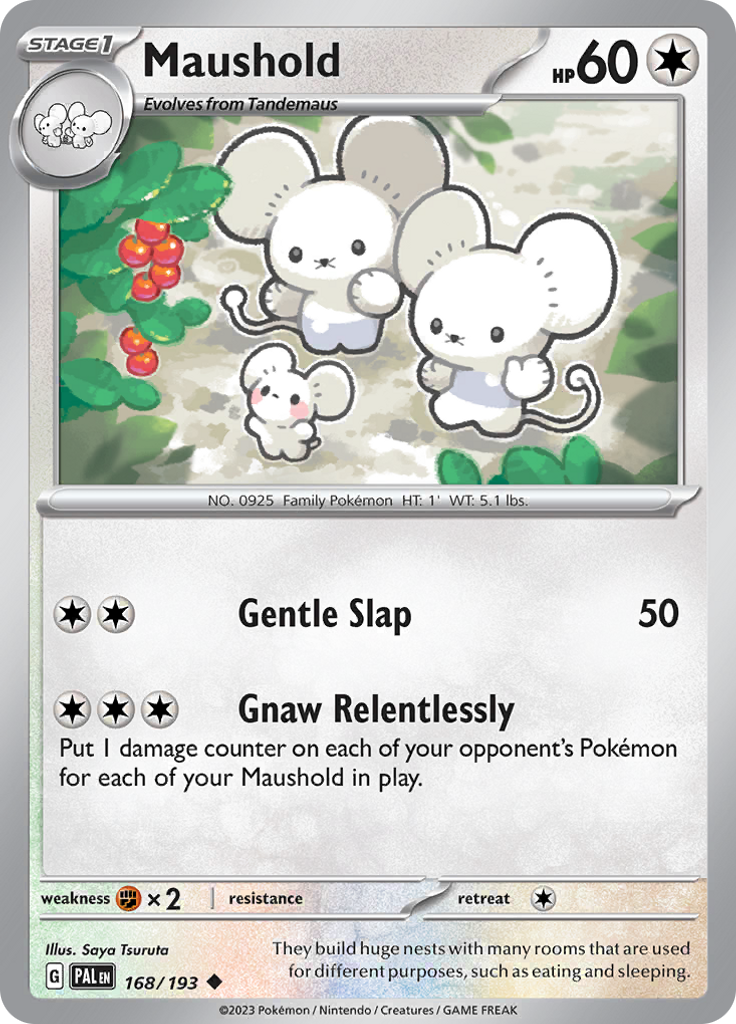 STAGE1
Maushold
HP60
Evolves from Tandemaus
NO. 0925 Family Pokémon HT: 1' WT: 5.1 lbs.
Gentle Slap 50
Gnaw Relentlessly
Put 1 damage counter on each of your opponent's Pokémon
for each of your Maushold in play.
weakness ×2 resistance retreat
Illus. Saya Tsuruta
They build huge nests with many rooms that are used
for different purposes, such as eating and sleeping.
G PAL EN 168/193
©2023 Pokémon / Nintendo / Creatures / GAME FREAK